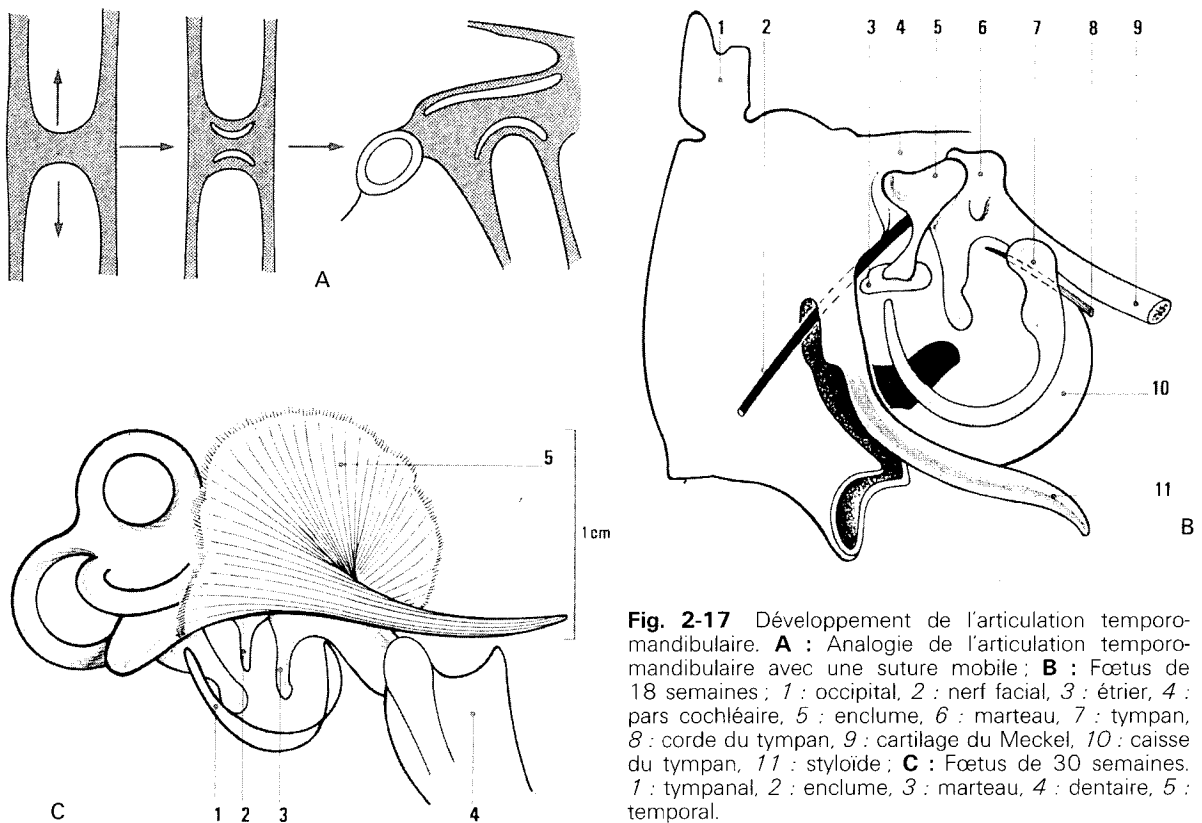 1 2 3 4 5 6 7 8 9
A
10
11
B
5
1 cm
C
1 2 3 4
Fig. 2-17 Développement de l'articulation temporo-
mandibulaire. A : Analogie de l'articulation temporo-
mandibulaire avec une suture mobile ; B : Fœtus de
18 semaines ; 1 : occipital, 2 : nerf facial, 3 : étrier, 4 :
pars cochléaire, 5 : enclume, 6 : marteau, 7 : tympan,
8 : corde du tympan, 9 : cartilage du Meckel, 10 : caisse
du tympan, 11 : styloïde ; C : Fœtus de 30 semaines.
1 : tympanal, 2 : enclume, 3 : marteau, 4 : dentaire, 5 :
temporal.